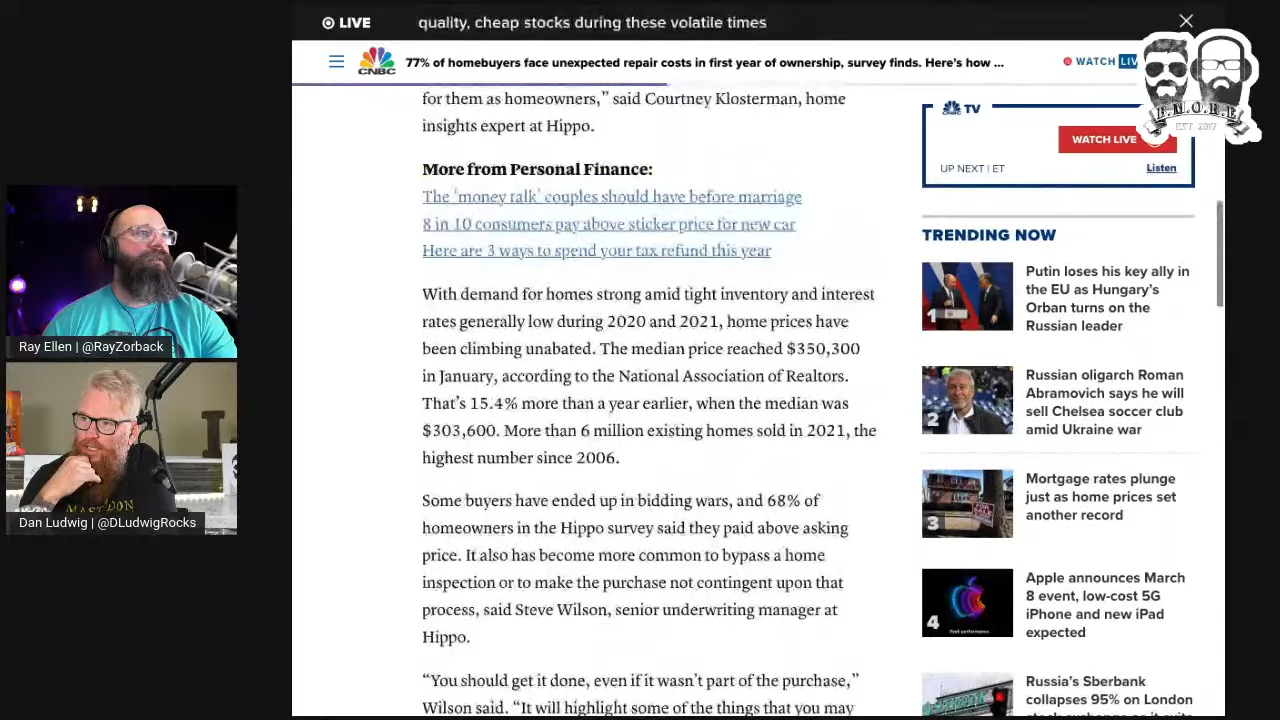 LIVE
quality, cheap stocks during these volatile times
CNBC
77% of homebuyers face unexpected repair costs in first year of ownership, survey finds. Here’s how ...
WATCH LIV
B.M.O.R.E
EST 2017
for them as homeowners,” said Courtney Klosterman, home
insights expert at Hippo.
More from Personal Finance:
The ‘money talk’ couples should have before marriage
8 in 10 consumers pay above sticker price for new car
Here are 3 ways to spend your tax refund this year
With demand for homes strong amid tight inventory and interest
rates generally low during 2020 and 2021, home prices have
been climbing unabated. The median price reached $350,300
in January, according to the National Association of Realtors.
That’s 15.4% more than a year earlier, when the median was
$303,600. More than 6 million existing homes sold in 2021, the
highest number since 2006.
Some buyers have ended up in bidding wars, and 68% of
homeowners in the Hippo survey said they paid above asking
price. It also has become more common to bypass a home
inspection or to make the purchase not contingent upon that
process, said Steve Wilson, senior underwriting manager at
Hippo.
“You should get it done, even if it wasn’t part of the purchase,”
Wilson said. “It will highlight some of the things that you may
TV
WATCH LIVE
UP NEXT | ET
Listen
TRENDING NOW
1
Putin loses his key ally in
the EU as Hungary’s
Orban turns on the
Russian leader
2
Russian oligarch Roman
Abramovich says he will
sell Chelsea soccer club
amid Ukraine war
3
Mortgage rates plunge
just as home prices set
another record
4
Apple announces March
8 event, low-cost 5G
iPhone and new iPad
expected
Russia’s Sberbank
collapses 95% on London
Ray Ellen | @RayZorback
MASTODON
Dan Ludwig | @DLudwigRocks